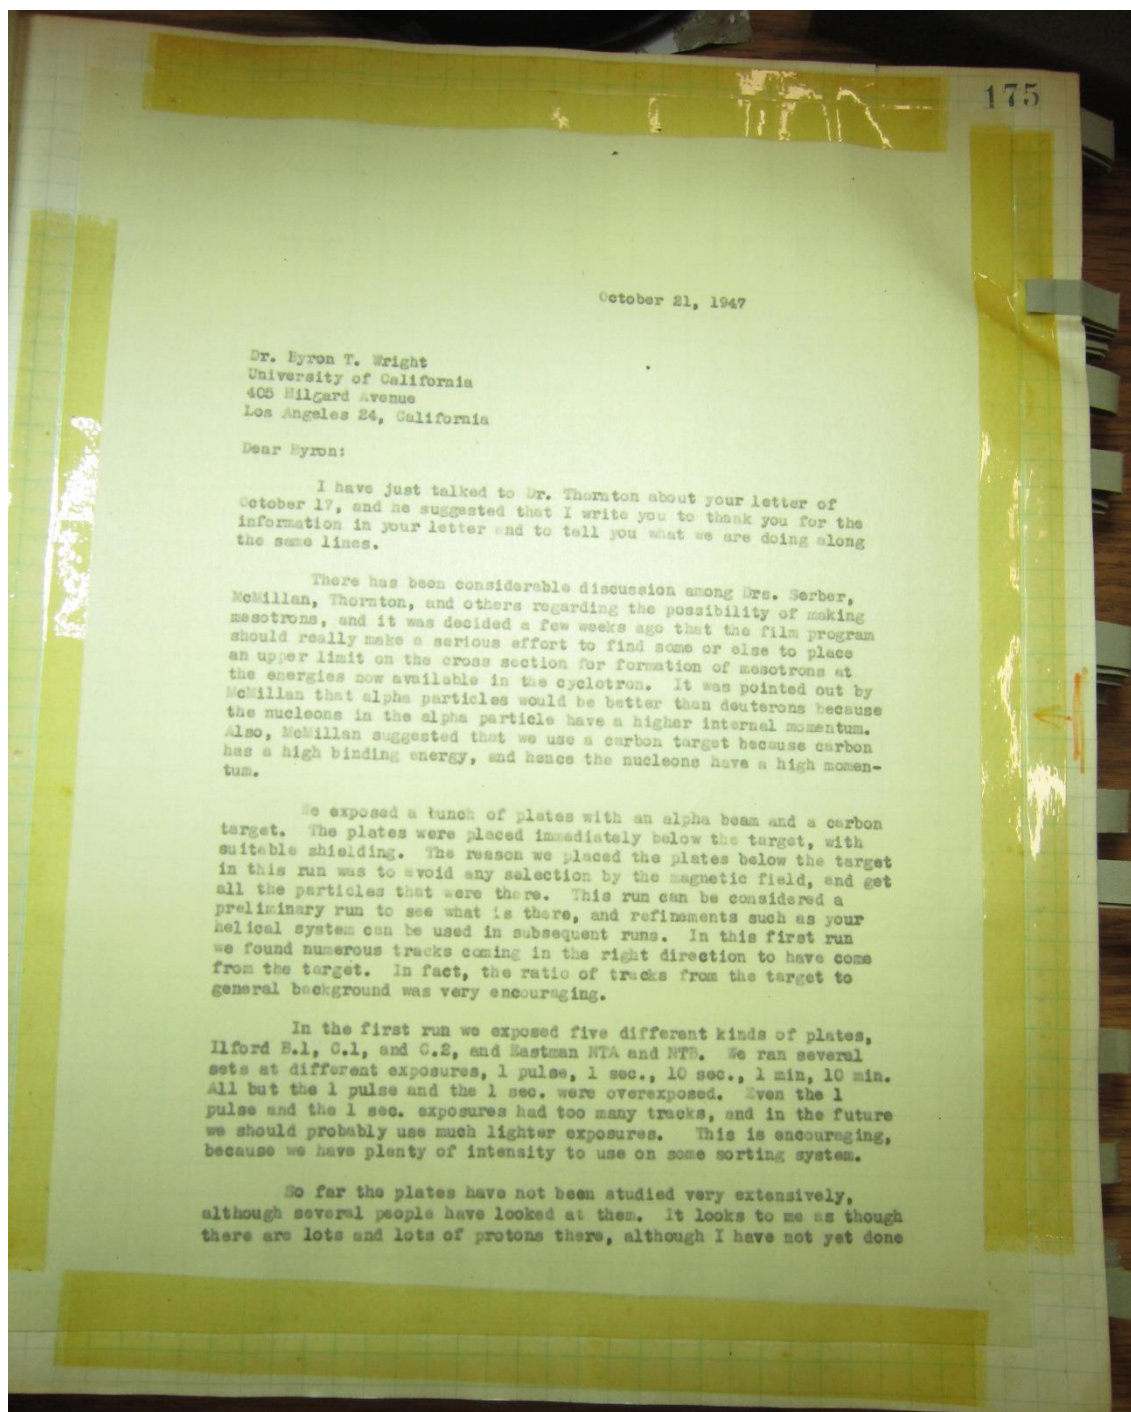 175
October 21, 1947
Dr. Byron T. Wright
University of California
405 Hilgard Avenue
Los Angeles 24, California
Dear Byron:
I have just talked to Dr. Thornton about your letter of
October 17, and he suggested that I write you to thank you for the
information in your letter and to tell you what we are doing along
the same lines.
There has been considerable discussion among Drs. Serber,
McMillan, Thornton, and others regarding the possibility of making
mesotrons, and it was decided a few weeks ago that the film program
should really make a serious effort to find some or else to place
an upper limit on the cross section for formation of mesotrons at
the energies now available in the cyclotron. It was pointed out by
McMillan that alpha particles would be better than deuterons because
the nucleons in the alpha particle have a higher internal momentum.
Also, McMillan suggested that we use a carbon target because carbon
has a high binding energy, and hence the nucleons have a high momen-
tum.
We exposed a bunch of plates with an alpha beam and a carbon
target. The plates were placed immediately below the target, with
suitable shielding. The reason we placed the plates below the target
in this run was to avoid any selection by the magnetic field, and get
all the particles that were there. This run can be considered a
preliminary run to see what is there, and refinements such as your
helical system can be used in subsequent runs. In this first run
we found numerous tracks coming in the right direction to have come
from the target. In fact, the ratio of tracks from the target to
general background was very encouraging.
In the first run we exposed five different kinds of plates,
Ilford B.1, C.1, and C.2, and Eastman NTA and NTB. We ran several
sets at different exposures, 1 pulse, 1 sec., 10 sec., 1 min, 10 min.
All but the 1 pulse and the 1 sec. were overexposed. Even the 1
pulse and the 1 sec. exposures had too many tracks, and in the future
we should probably use much lighter exposures. This is encouraging,
because we have plenty of intensity to use on some sorting system.
So far the plates have not been studied very extensively,
although several people have looked at them. It looks to me as though
there are lots and lots of protons there, although I have not yet done